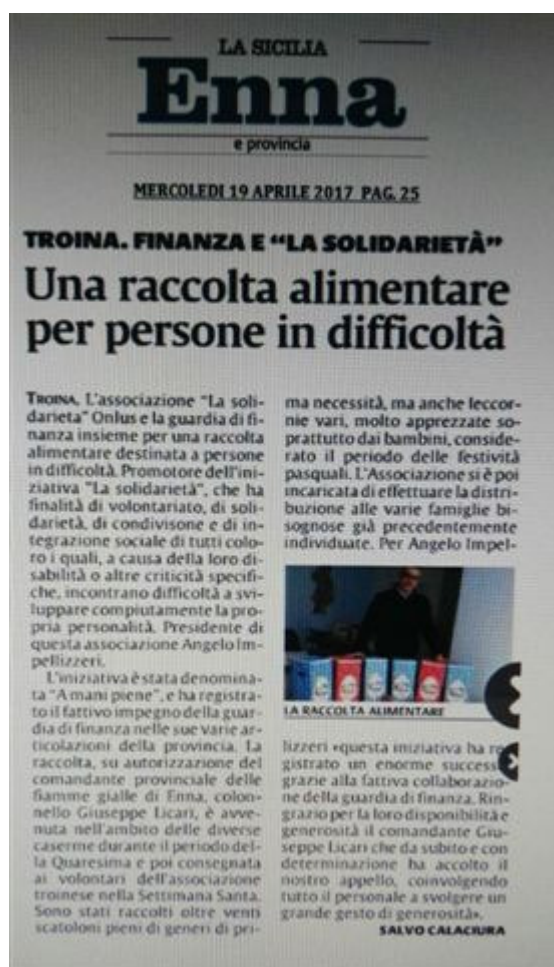 LA SICILIA
Enna
e provincia
MERCOLEDI 19 APRILE 2017 PAG. 25
TROINA. FINANZA E “LA SOLIDARIETÀ”
Una raccolta alimentare
per persone in difficoltà
TROINA. L'associazione "La soli-
darieta" Onlus e la guardia di fi-
nanza insieme per una raccolta
alimentare destinata a persone
in difficoltà. Promotore dell'ini-
ziativa "La solidarietà", che ha
finalità di volontariato, di soli-
darietà, di condivisone e di in-
tegrazione sociale di tutti colo-
ro i quali, a causa della loro di-
sabilità o altre criticità specifi-
che, incontrano difficoltà a svi-
luppare compiutamente la pro-
pria personalità. Presidente di
questa associazione Angelo Im-
pellizzeri.
L'iniziativa è stata denomina-
ta "A mani piene", e ha registra-
to il fattivo impegno della guar-
dia di finanza nelle sue varie ar-
ticolazioni della provincia. La
raccolta, su autorizzazione del
comandante provinciale delle
fiamme gialle di Enna, colon-
nello Giuseppe Licari, è avve-
nuta nell'ambito delle diverse
caserme durante il periodo del-
la Quaresima e poi consegnata
ai volontari dell'associazione
troinese nella Settimana Santa.
Sono stati raccolti oltre venti
scatoloni pieni di generi di pri-
ma necessità, ma anche leccor-
nie vari, molto apprezzate so-
prattutto dai bambini, conside-
rato il periodo delle festività
pasquali. L'Associazione si è poi
incaricata di effettuare la distri-
buzione alle varie famiglie bi-
sognose già precedentemente
individuate. Per Angelo Impel-
LA RACCOLTA ALIMENTARE
lizzeri «questa iniziativa ha re-
gistrato un enorme success
grazie alla fattiva collaborazio-
ne della guardia di finanza. Rin-
grazio per la loro disponibilità e
generosità il comandante Giu-
seppe Licari che da subito e con
determinazione ha accolto il
nostro appello, coinvolgendo
tutto il personale a svolgere un
grande gesto di generosità».
SALVO CALACIURA